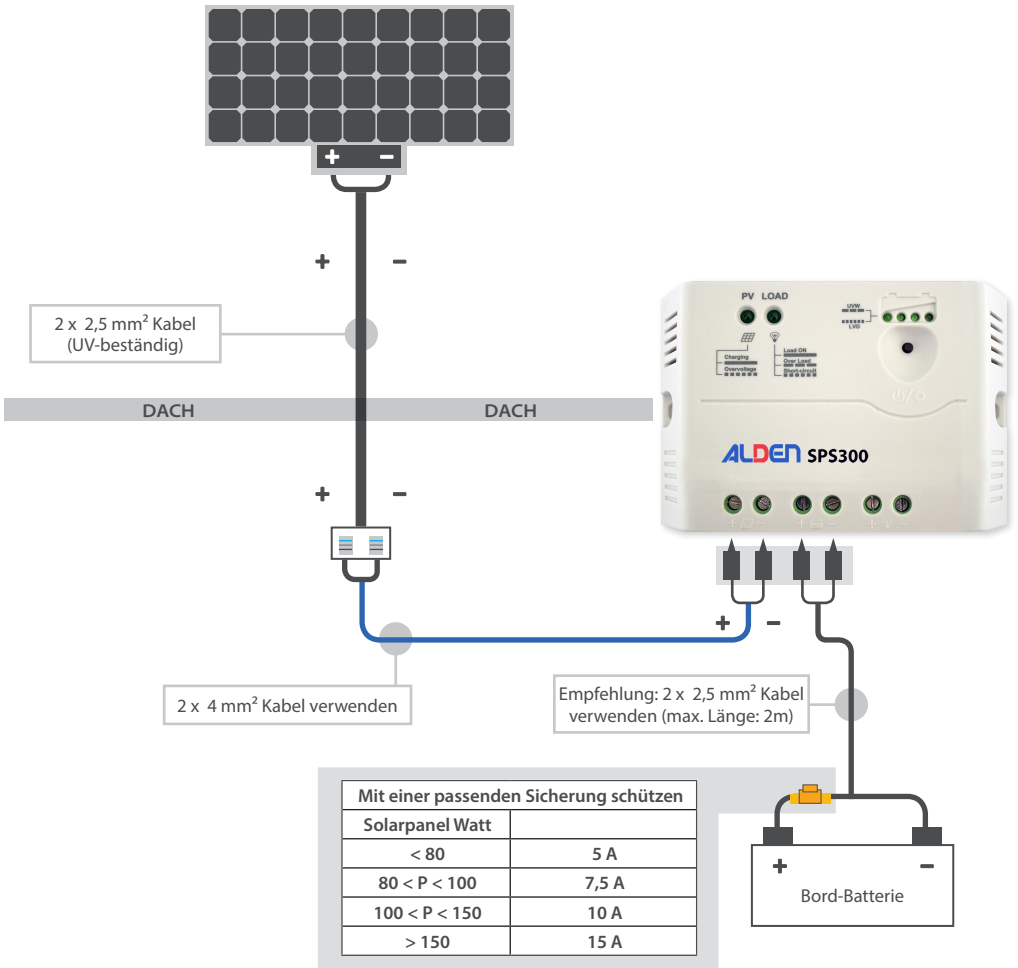 + −
+ −
2 x 2,5 mm² Kabel
(UV-beständig)
DACH DACH
+ −
PV LOAD
UVW
LVD
Charging
Overvoltage
Load ON
Over Load
Short-circuit
ALDEN SPS300
+ − + − + −
+ −
2 x 4 mm² Kabel verwenden
Empfehlung: 2 x 2,5 mm² Kabel
verwenden (max. Länge: 2m)
Mit einer passenden Sicherung schützen
Solarpanel Watt
< 80 5 A
80 < P < 100 7,5 A
100 < P < 150 10 A
> 150 15 A
+ −
Bord-Batterie